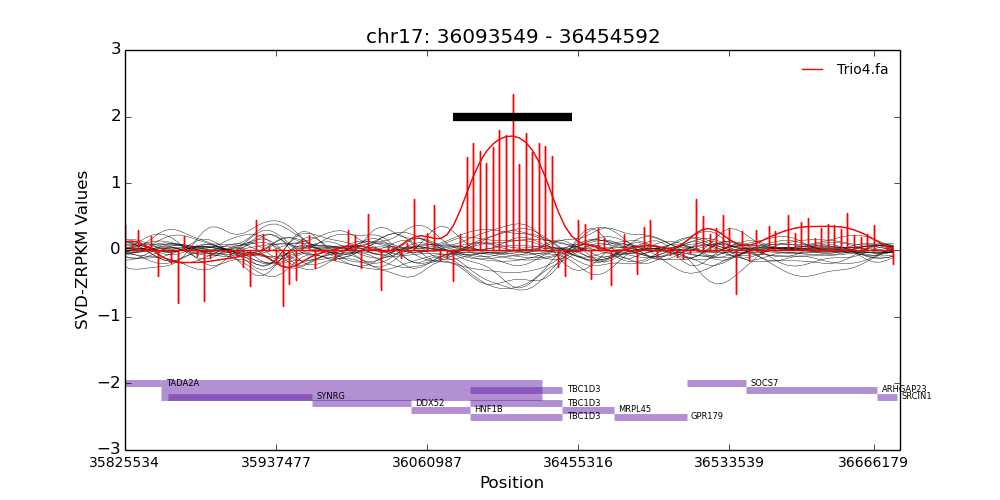 chr17: 36093549 - 36454592
Trio4.fa
3
2
1
0
−1
−2
−3
SVD-ZRPKM Values
TADA2A
SOCS7
TBC1D3
ARHGAP23
SYNRG
SRCIN1
DDX52
TBC1D3
HNF1B
MRPL45
TBC1D3
GPR179
35825534 35937477 36060987 36455316 36533539 36666179
Position